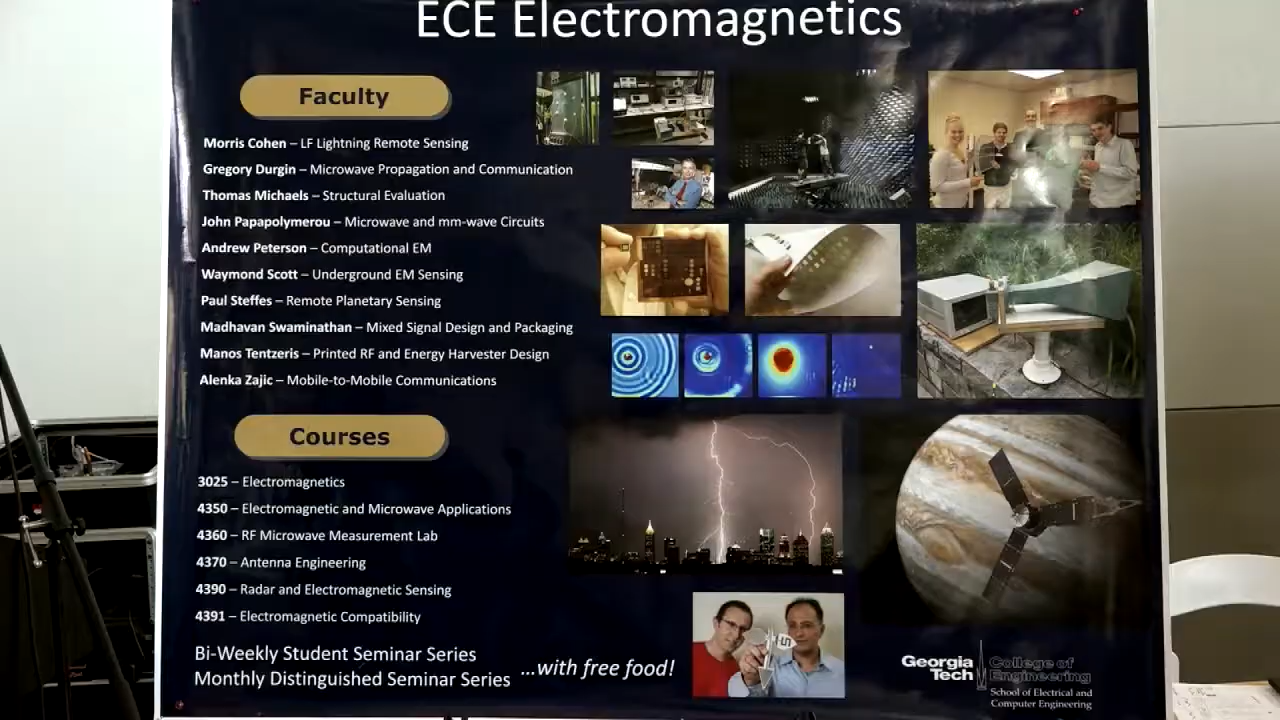 ECE Electromagnetics
Faculty
Morris Cohen – LF Lightning Remote Sensing
Gregory Durgin – Microwave Propagation and Communication
Thomas Michaels – Structural Evaluation
John Papapolymerou – Microwave and mm-wave Circuits
Andrew Peterson – Computational EM
Waymond Scott – Underground EM Sensing
Paul Steffes – Remote Planetary Sensing
Madhavan Swaminathan – Mixed Signal Design and Packaging
Manos Tentzeris – Printed RF and Energy Harvester Design
Alenka Zajic – Mobile-to-Mobile Communications
Courses
3025 – Electromagnetics
4350 – Electromagnetic and Microwave Applications
4360 – RF Microwave Measurement Lab
4370 – Antenna Engineering
4390 – Radar and Electromagnetic Sensing
4391 – Electromagnetic Compatibility
Bi-Weekly Student Seminar Series
Monthly Distinguished Seminar Series
...with free food!
Georgia
Tech
College of
Engineering
School of Electrical and
Computer Engineering